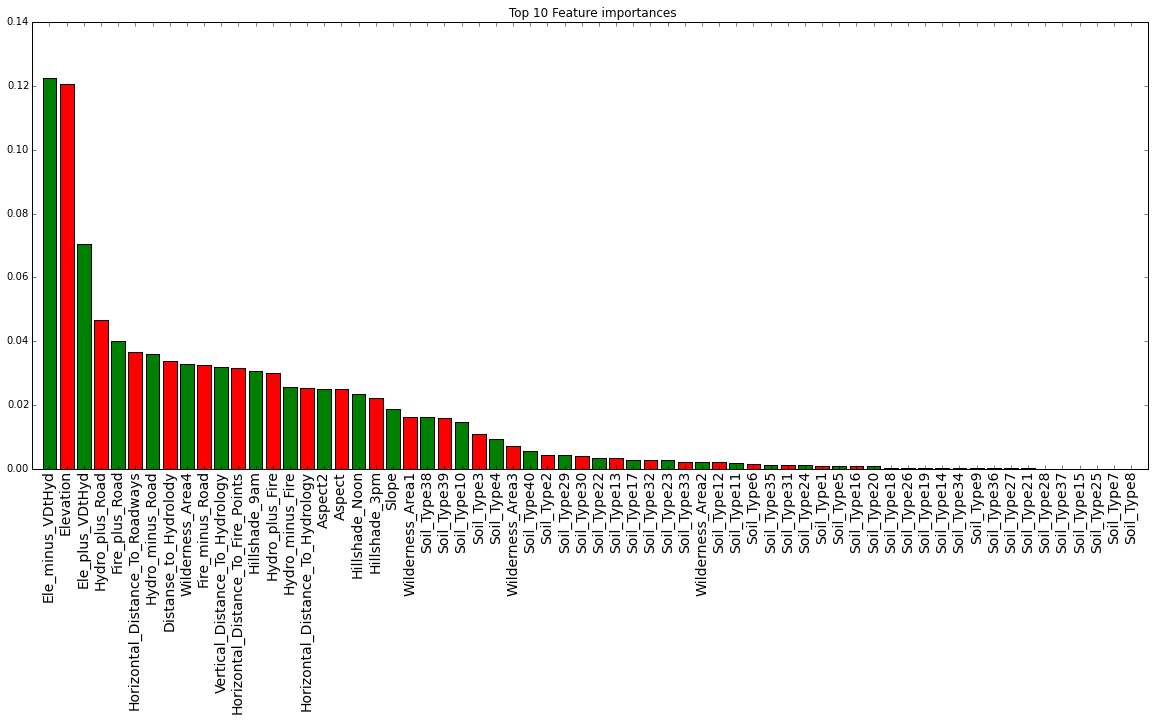 Top 10 Feature importances
0.14
0.12
0.10
0.08
0.06
0.04
0.02
0.00
Ele_minus_VDtHyd
Elevation
Ele_plus_VDtHyd
Hydro_plus_Road
Fire_plus_Road
Horizontal_Distance_To_Roadways
Hydro_minus_Road
Distanse_to_Hydrolody
Wilderness_Area4
Fire_minus_Road
Vertical_Distance_To_Hydrology
Horizontal_Distance_To_Fire_Points
Hillshade_9am
Hydro_plus_Fire
Hydro_minus_Fire
Horizontal_Distance_To_Hydrology
Aspect2
Aspect
Hillshade_Noon
Hillshade_3pm
Slope
Wilderness_Area1
Soil_Type38
Soil_Type39
Soil_Type10
Soil_Type3
Soil_Type4
Wilderness_Area3
Soil_Type40
Soil_Type2
Soil_Type29
Soil_Type30
Soil_Type22
Soil_Type13
Soil_Type17
Soil_Type32
Soil_Type23
Soil_Type33
Wilderness_Area2
Soil_Type12
Soil_Type11
Soil_Type6
Soil_Type35
Soil_Type31
Soil_Type24
Soil_Type1
Soil_Type5
Soil_Type16
Soil_Type20
Soil_Type18
Soil_Type26
Soil_Type19
Soil_Type14
Soil_Type34
Soil_Type9
Soil_Type36
Soil_Type27
Soil_Type21
Soil_Type28
Soil_Type37
Soil_Type15
Soil_Type25
Soil_Type7
Soil_Type8